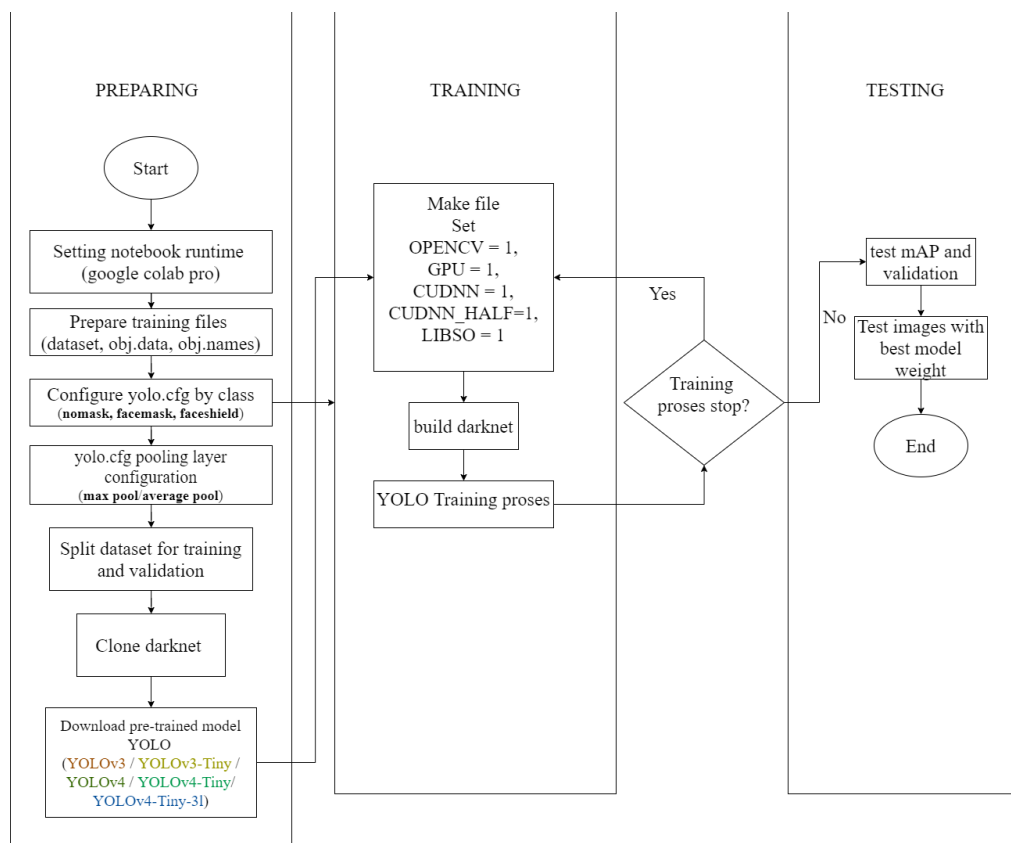 PREPARING
Start
Setting notebook runtime
(google colab pro)
Prepare training files
(dataset, obj.data, obj.names)
Configure yolo.cfg by class
(nomask, facemask, faceshield)
yolo.cfg pooling layer
configuration
(max pool/average pool)
Split dataset for training
and validation
Clone darknet
Download pre-trained model
YOLO
(YOLOv3 / YOLOv3-Tiny /
YOLOv4 / YOLOv4-Tiny/
YOLOv4-Tiny-3l)
TRAINING
Make file
Set
OPENCV = 1,
GPU = 1,
CUDNN = 1,
CUDNN_HALF=1,
LIBSO = 1
build darknet
YOLO Training proses
Yes
Training
proses stop?
No
TESTING
test mAP and
validation
Test images with
best model
weight
End